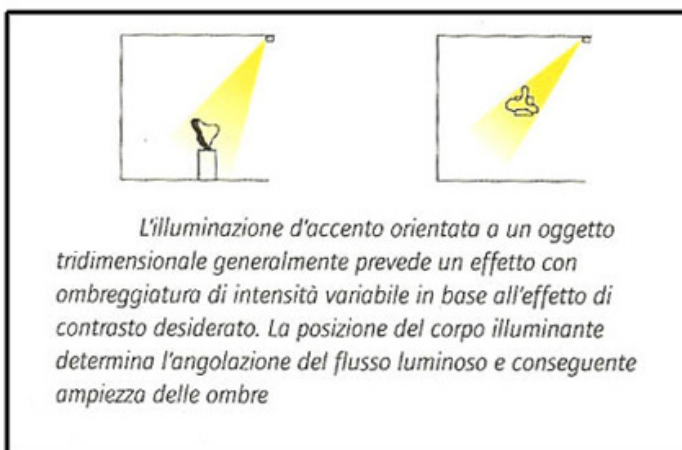 L'illuminazione d'accento orientata a un oggetto
tridimensionale generalmente prevede un effetto con
ombreggiatura di intensità variabile in base all'effetto di
contrasto desiderato. La posizione del corpo illuminante
determina l'angolazione del flusso luminoso e conseguente
ampiezza delle ombre